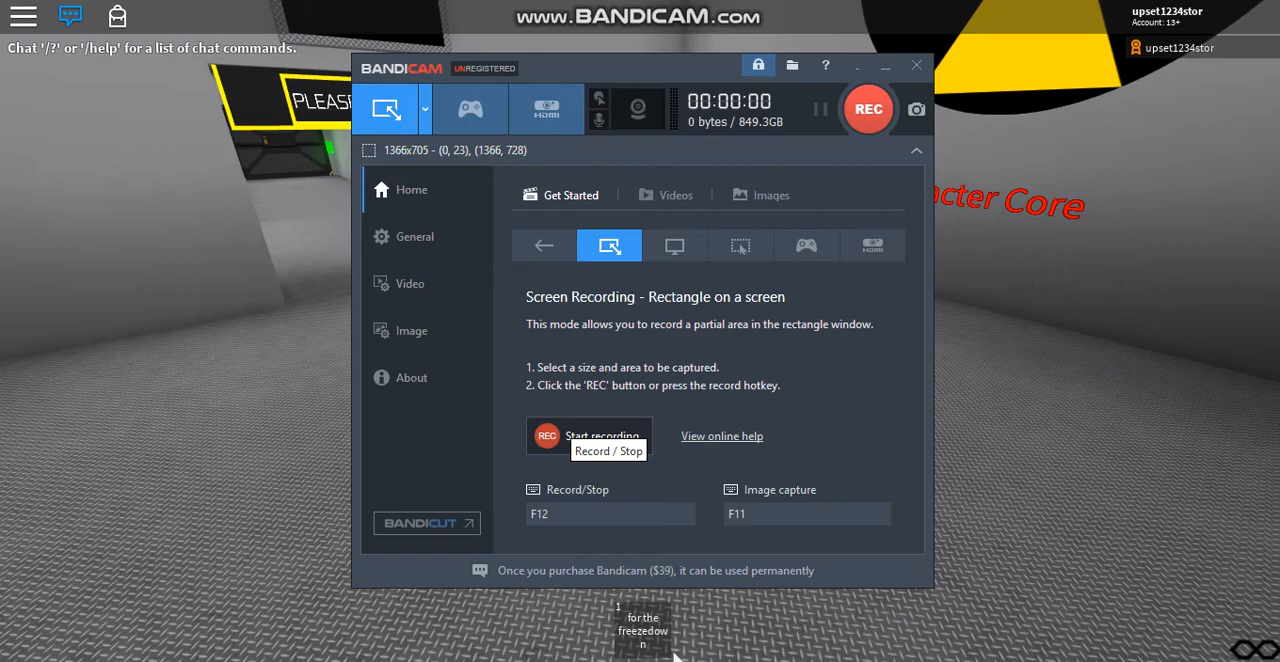 www.BANDICAM.com
upset1234stor
Account: 13+
upset1234stor
Chat '/?' or '/help' for a list of chat commands.
BANDICAM UNREGISTERED
?
PLEAS
HDMI
00:00:00
0 bytes / 849.3GB
REC
1366x705 - (0, 23), (1366, 728)
Home
General
Video
Image
About
BANDICUT
Get Started
Videos
Images
HDMI
Screen Recording - Rectangle on a screen
This mode allows you to record a partial area in the rectangle window.
1. Select a size and area to be captured.
2. Click the 'REC' button or press the record hotkey.
REC Start recording
View online help
Record / Stop
Record/Stop
Image capture
F12
F11
Once you purchase Bandicam ($39), it can be used permanently
acter Core
1
for the
freezedow
n